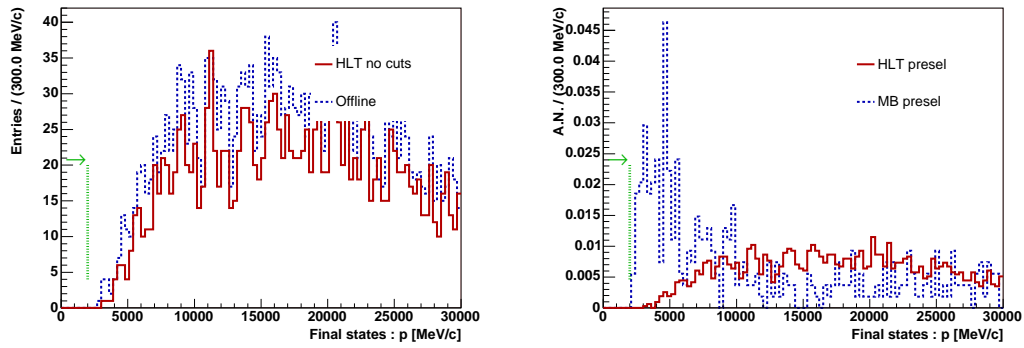 Entries / (300.0 MeV/c)
40
35
30
25
20
15
10
5
0
HLT no cuts
Offline
0 5000 10000 15000 20000 25000 30000
Final states : p [MeV/c]
A.N. / (300.0 MeV/c)
0.045
0.04
0.035
0.03
0.025
0.02
0.015
0.01
0.005
0
HLT presel
MB presel
0 5000 10000 15000 20000 25000 30000
Final states : p [MeV/c]